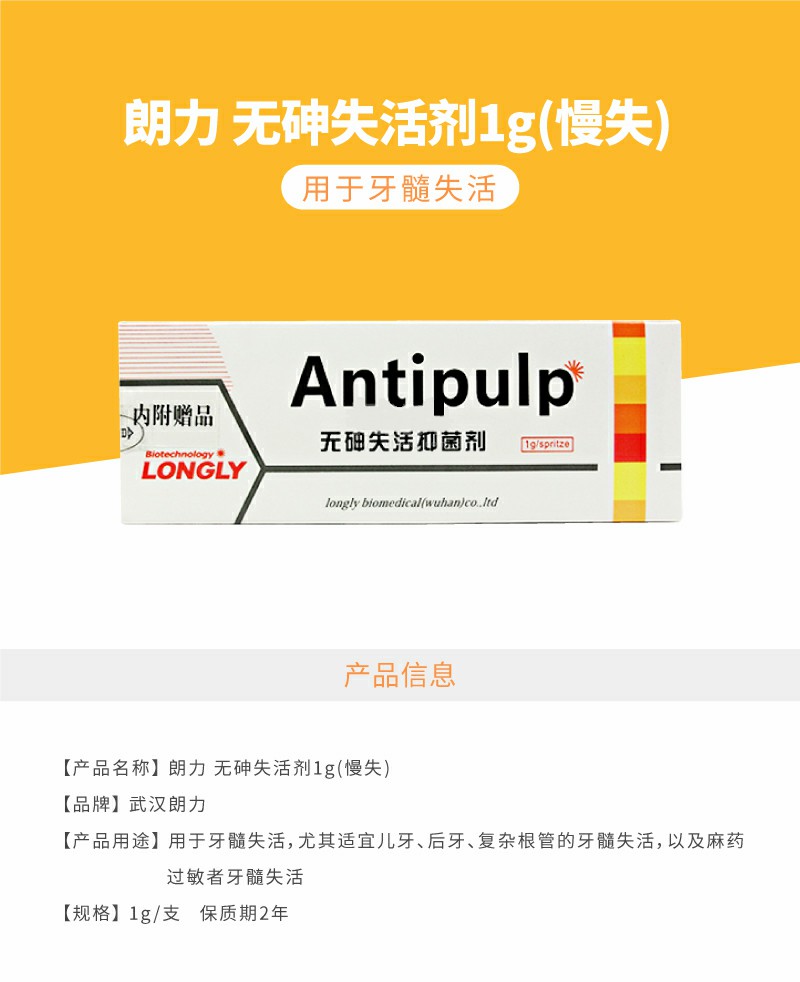 朗力 无砷失活剂1g(慢失)
用于牙髓失活
Antipulp
内附赠品
合
无砷失活抑菌剂
1g/spritze
Biotechnology
LONGLY
longly biomedical(wuhan)co.,ltd
产品信息
【产品名称】朗力 无砷失活剂1g(慢失)
【品牌】武汉朗力
【产品用途】用于牙髓失活,尤其适宜儿牙、后牙、复杂根管的牙髓失活,以及麻药
过敏者牙髓失活
【规格】1g/支 保质期2年